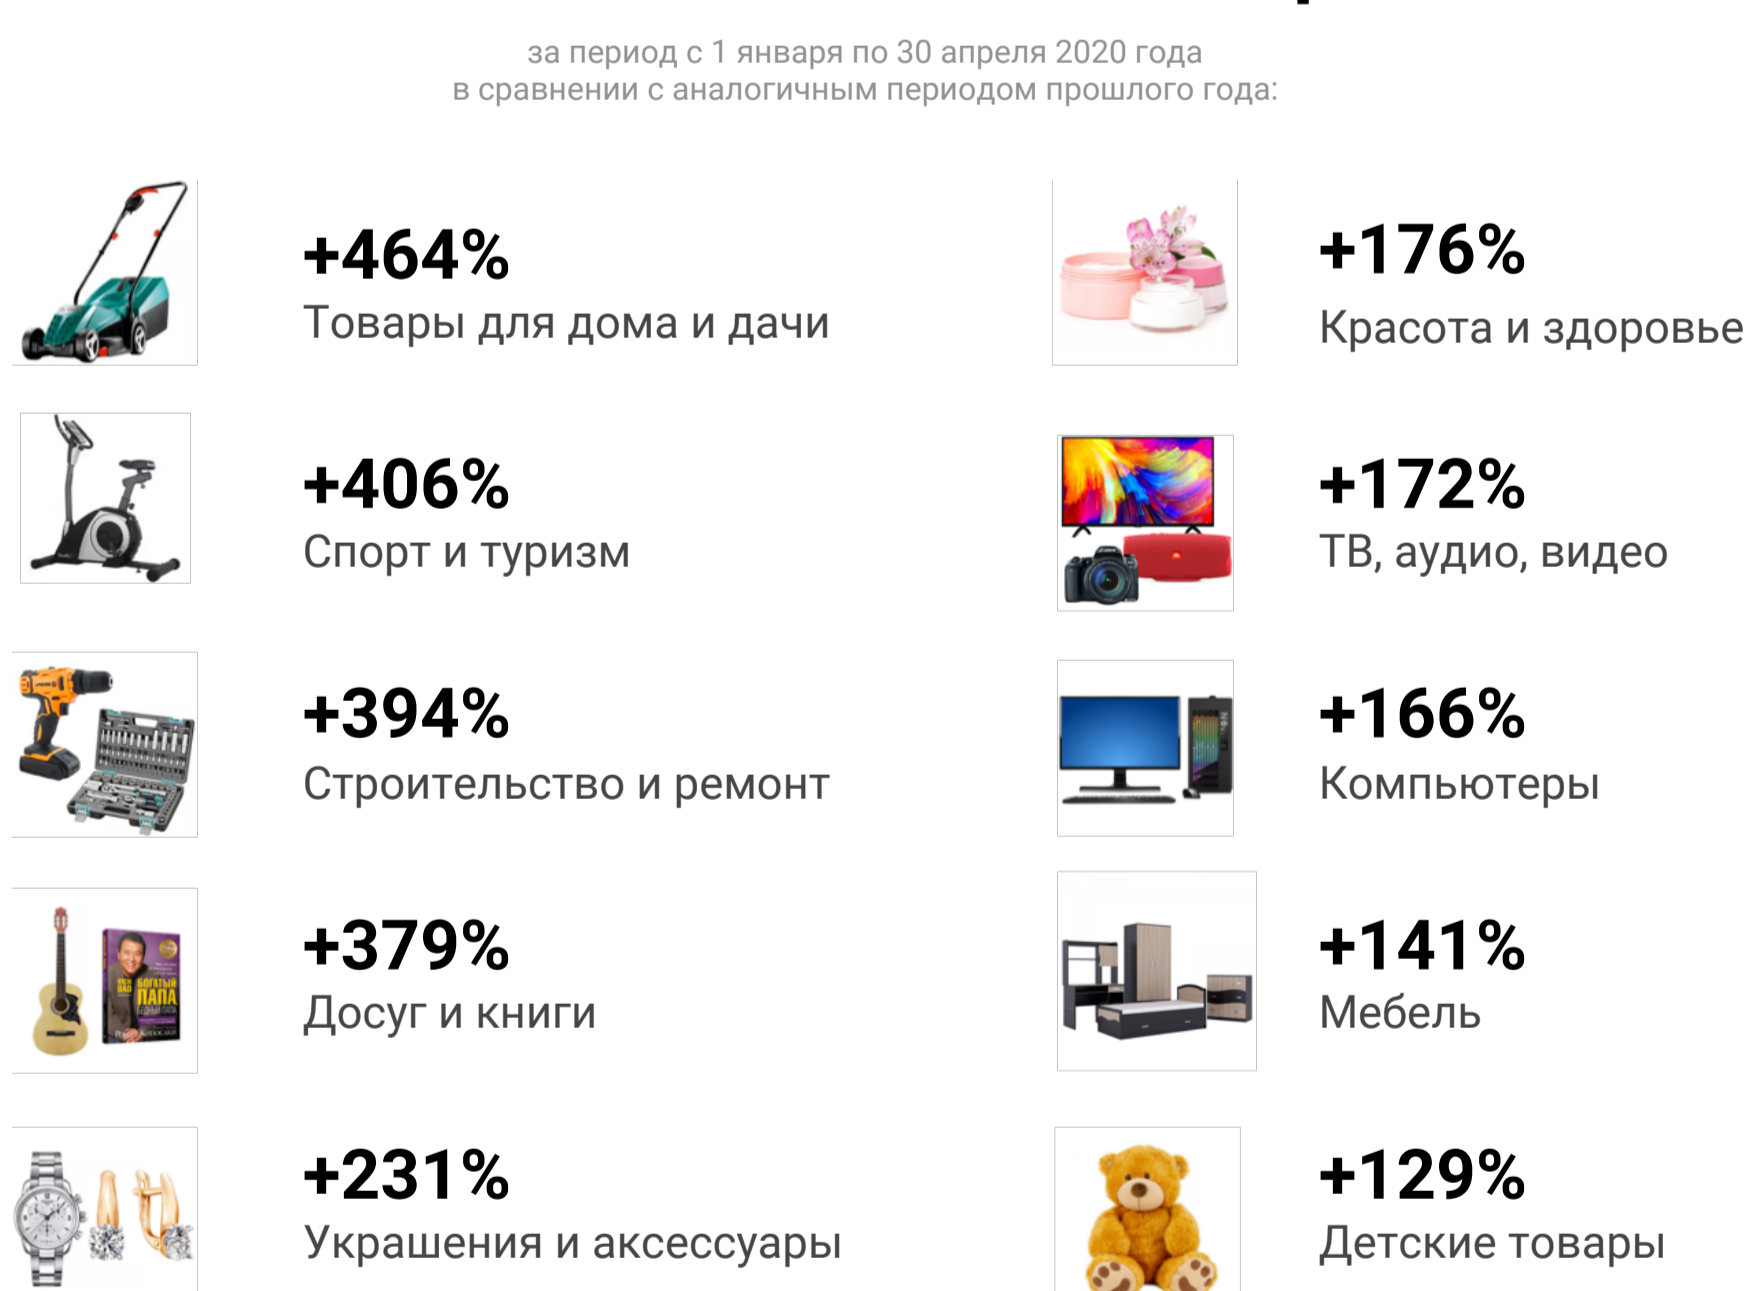 за период с 1 января по 30 апреля 2020 года
в сравнении с аналогичным периодом прошлого года:
+464%
Товары для дома и дачи
+406%
Спорт и туризм
+394%
Строительство и ремонт
+379%
Досуг и книги
БОГАТЫЙ
ПАПА
+231%
Украшения и аксессуары
+176%
Красота и здоровье
+172%
ТВ, аудио, видео
+166%
Компьютеры
+141%
Мебель
+129%
Детские товары